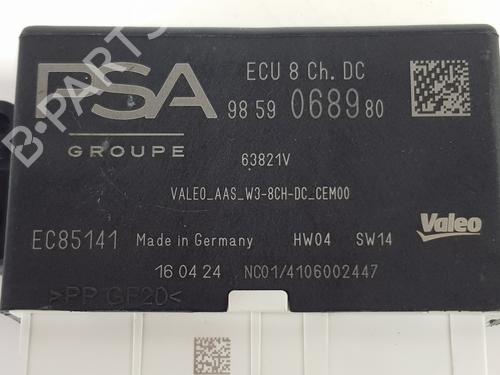 PSA
GROUPE
ECU 8 Ch. DC
98 59 0689 80
63821V
VALEO_AAS_W3-8CH-DC_CEM00
EC85141 Made in Germany HW04 SW14
Valeo
16 04 24 NC01/4106002447
>PP GF20<
B-PARTS